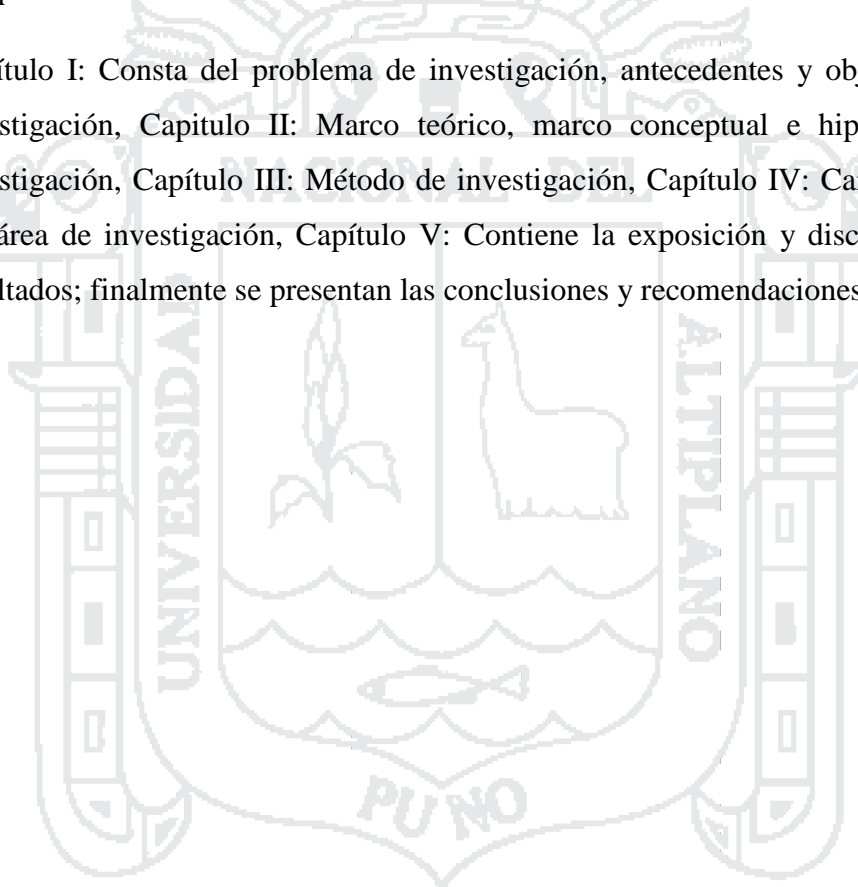 ítulo I: Consta del problema de investigación, antecedentes y obj
stigación, Capitulo II: Marco teórico, marco conceptual e hip
stigación, Capítulo III: Método de investigación, Capítulo IV: Ca
área de investigación, Capítulo V: Contiene la exposición y disc
ltados; finalmente se presentan las conclusiones y recomendaciones
NACIONAL DEL
UNIVERSIDAD
ALTIPLANO
PUNO